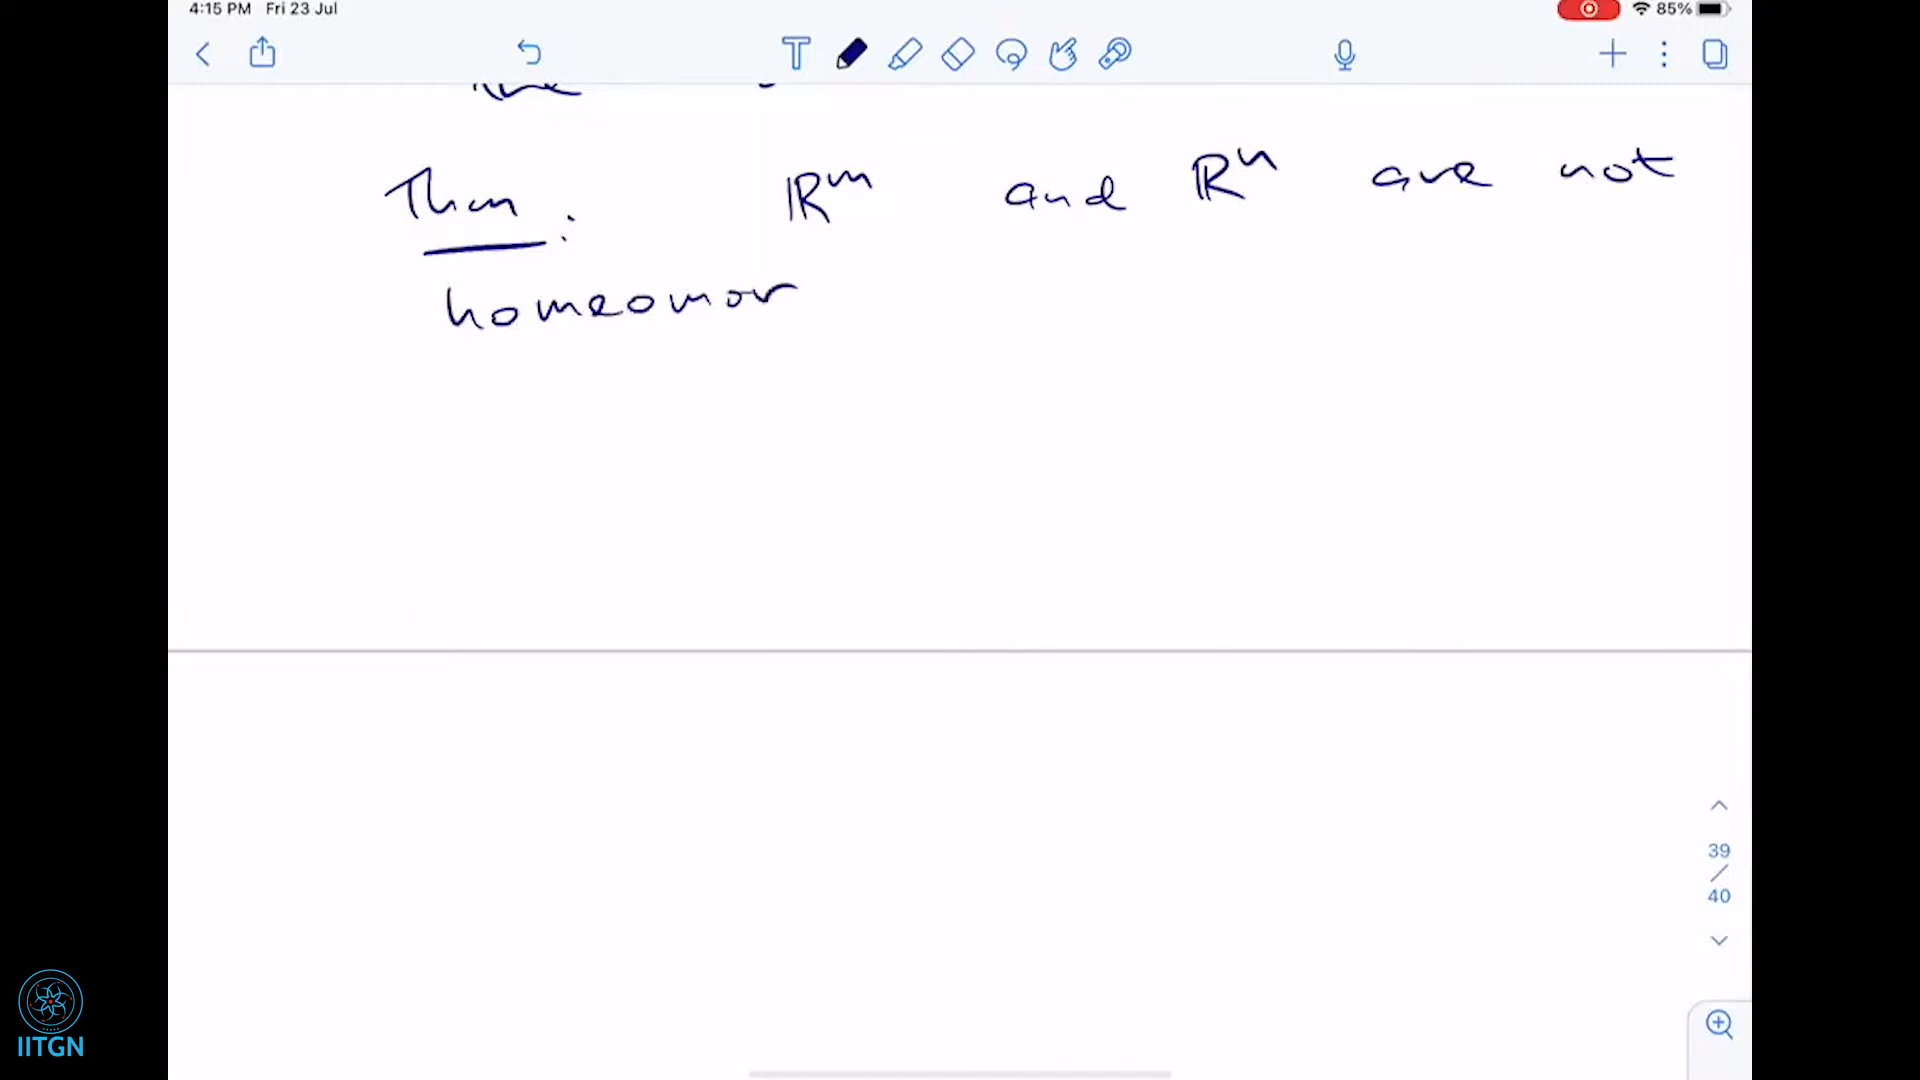 4:15 PM Fri 23 Jul
85%
Thm : ℝᵐ and ℝⁿ are not
homeomor
39
/
40
IITGN